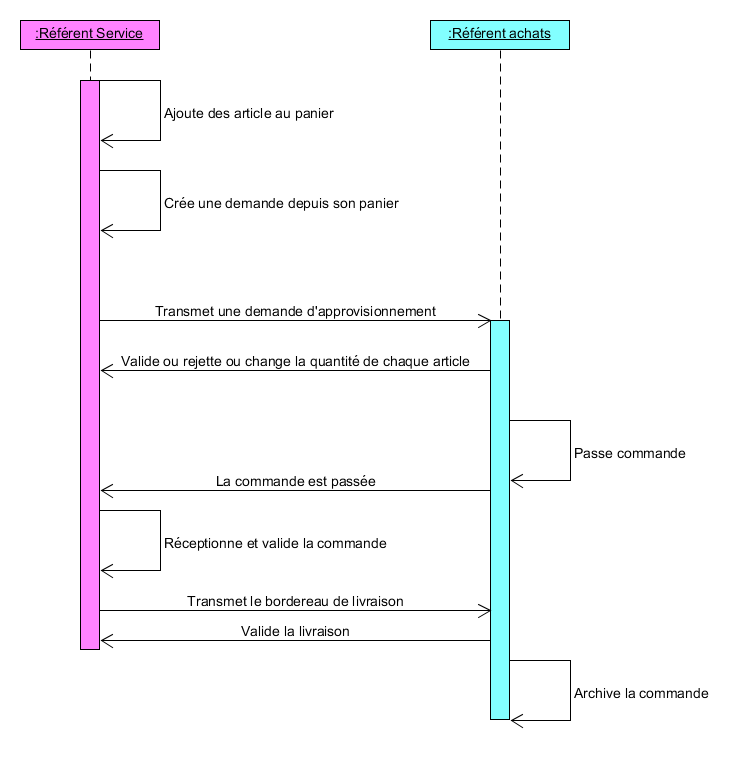 :Référent Service
:Référent achats
Ajoute des article au panier
Crée une demande depuis son panier
Transmet une demande d'approvisionnement
Valide ou rejette ou change la quantité de chaque article
Passe commande
La commande est passée
Réceptionne et valide la commande
Transmet le bordereau de livraison
Valide la livraison
Archive la commande